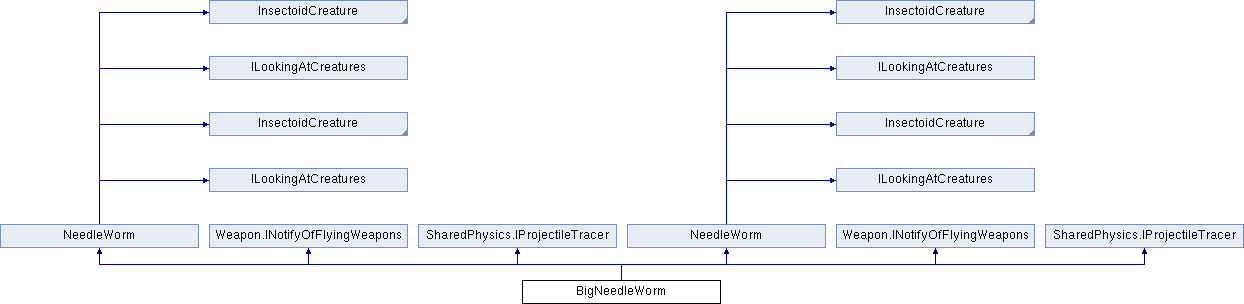 InsectoidCreature
InsectoidCreature
ILookingAtCreatures
ILookingAtCreatures
InsectoidCreature
InsectoidCreature
ILookingAtCreatures
ILookingAtCreatures
NeedleWorm
Weapon.INotifyOfFlyingWeapons
SharedPhysics.IProjectileTracer
NeedleWorm
Weapon.INotifyOfFlyingWeapons
SharedPhysics.IProjectileTracer
BigNeedleWorm